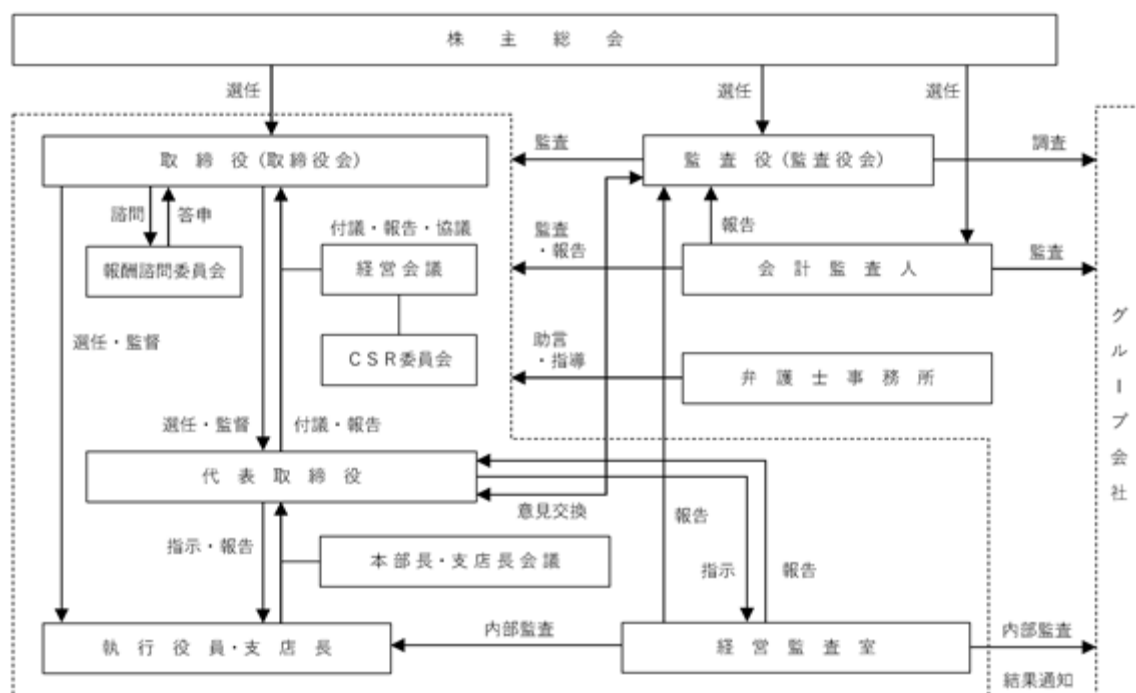 株主総会
選任
選任
選任
取締役(取締役会)
監査
監査役(監査役会)
調査
諮問
答申
付議・報告・協議
監査
・報告
報告
報酬諮問委員会
経営会議
会計監査人
監査
選任・監督
CSR委員会
助言
・指導
弁護士事務所
グループ会社
選任・監督
付議・報告
代表取締役
意見交換
報告
指示・報告
本部長・支店長会議
指示
報告
執行役員・支店長
内部監査
経営監査室
内部監査
結果通知